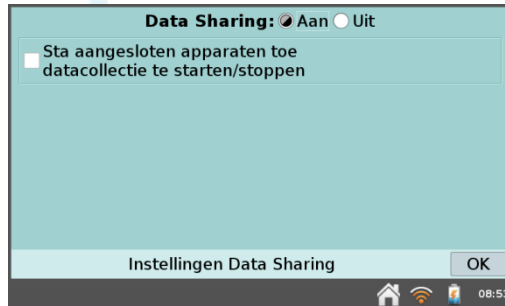 Data Sharing: Aan Uit
Sta aangesloten apparaten toe
datacollectie te starten/stoppen
Instellingen Data Sharing OK